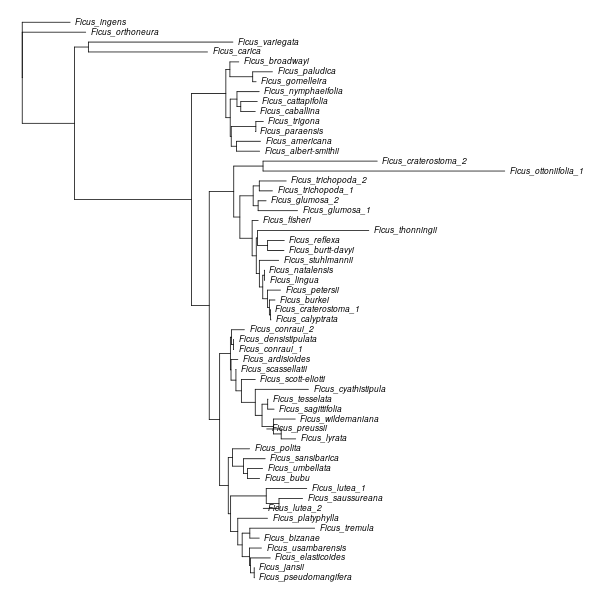 Ficus_ingens
Ficus_orthoneura
Ficus_variegata
Ficus_carica
Ficus_broadwayi
Ficus_paludica
Ficus_gomelleira
Ficus_nymphaeifolia
Ficus_cattapifolia
Ficus_caballina
Ficus_trigona
Ficus_paraensis
Ficus_americana
Ficus_albert-smithii
Ficus_craterostoma_2
Ficus_ottoniifolia_1
Ficus_trichopoda_2
Ficus_trichopoda_1
Ficus_glumosa_2
Ficus_glumosa_1
Ficus_fisheri
Ficus_thonningii
Ficus_reflexa
Ficus_burtt-davyi
Ficus_stuhlmannii
Ficus_natalensis
Ficus_lingua
Ficus_petersii
Ficus_burkei
Ficus_craterostoma_1
Ficus_calyptrata
Ficus_conraui_2
Ficus_densistipulata
Ficus_conraui_1
Ficus_ardisioides
Ficus_scassellatii
Ficus_scott-eliotti
Ficus_cyathistipula
Ficus_tesselata
Ficus_sagittifolia
Ficus_wildemaniana
Ficus_preussii
Ficus_lyrata
Ficus_polita
Ficus_sansibarica
Ficus_umbellata
Ficus_bubu
Ficus_lutea_1
Ficus_saussureana
Ficus_lutea_2
Ficus_platyphylla
Ficus_tremula
Ficus_bizanae
Ficus_usambarensis
Ficus_elasticoides
Ficus_jansii
Ficus_pseudomangifera